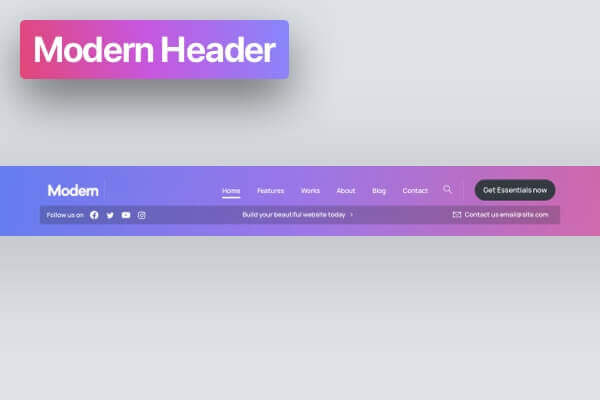 Modern Header
Modern
Home Features Works About Blog Contact
Get Essentials now
Follow us on
Build your beautiful website today ›
Contact us email@site.com